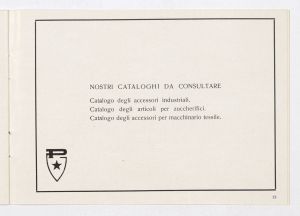 NOSTRI CATALOGHI DA CONSULTARE
Catalogo degli accessori industriali.
Catalogo degli articoli per zuccherifici.
Catalogo degli accessori per macchinario tessile.
P